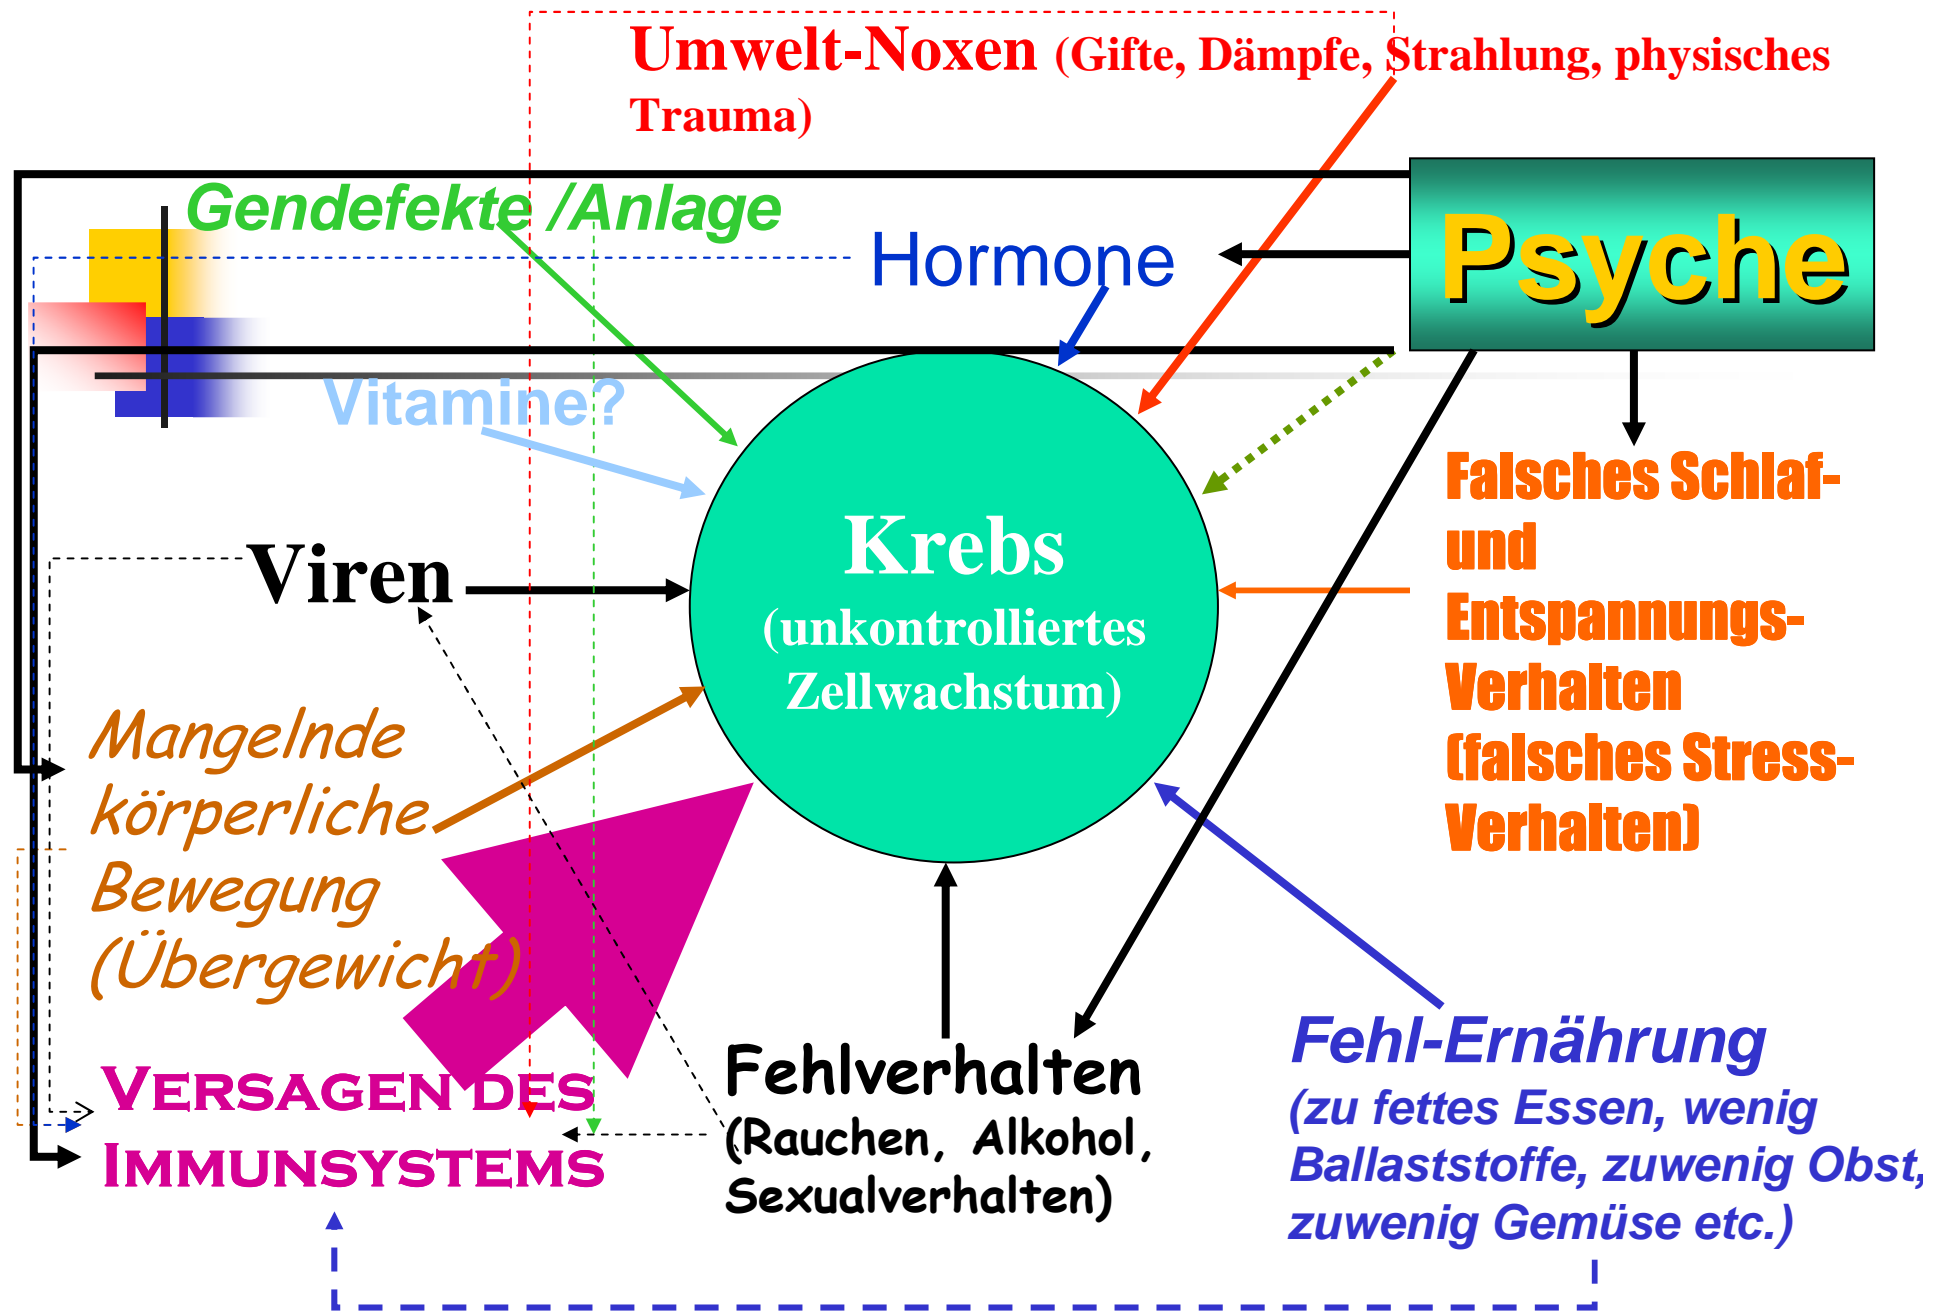 Umwelt-Noxen (Gifte, Dämpfe, Strahlung, physisches
Trauma)
Gendefekte /Anlage
Hormone
Psyche
Vitamine?
Viren
Krebs
(unkontrolliertes
Zellwachstum)
Falsches Schlaf-
und
Entspannungs-
Verhalten
(falsches Stress-
Verhalten)
Mangelnde
körperliche
Bewegung
(Übergewicht)
VERSAGEN DES
IMMUNSYSTEMS
Fehlverhalten
(Rauchen, Alkohol,
Sexualverhalten)
Fehl-Ernährung
(zu fettes Essen, wenig
Ballaststoffe, zuwenig Obst,
zuwenig Gemüse etc.)